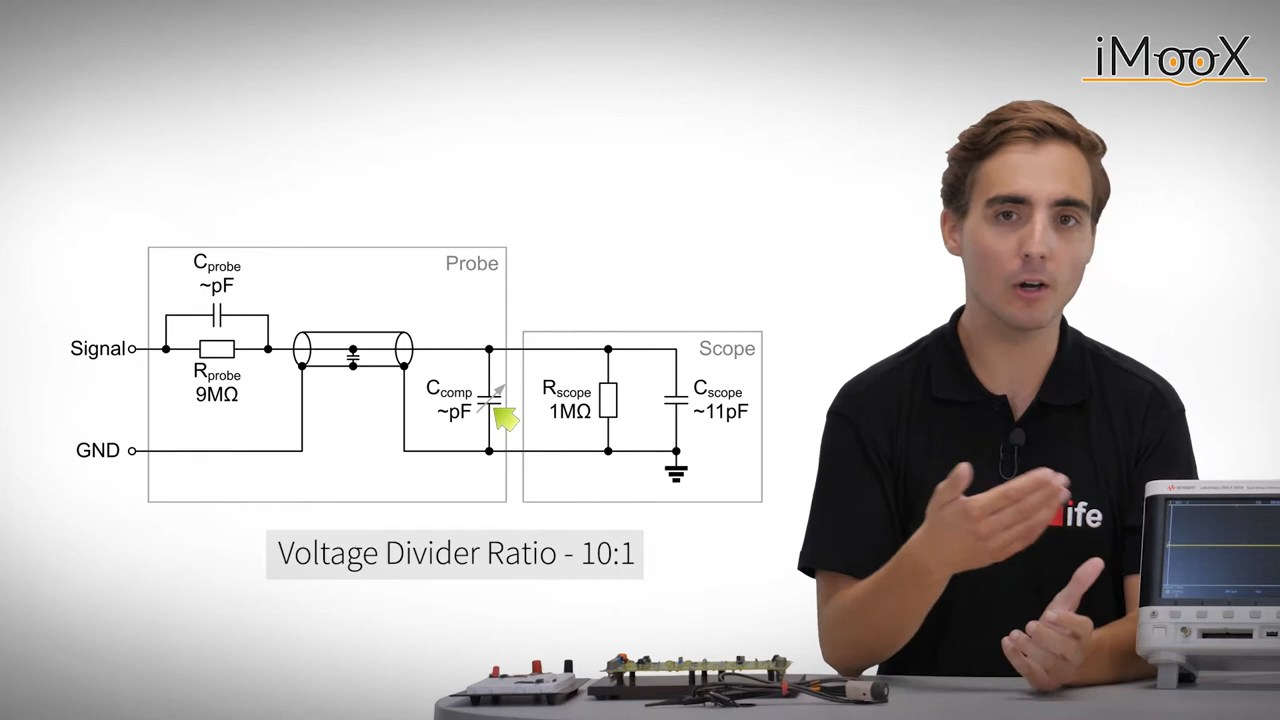 iMooX
Probe
Cprobe
~pF
Signal
Rprobe
9MΩ
GND
Ccomp
~pF
Scope
Rscope
1MΩ
Cscope
~11pF
Voltage Divider Ratio - 10:1
ife